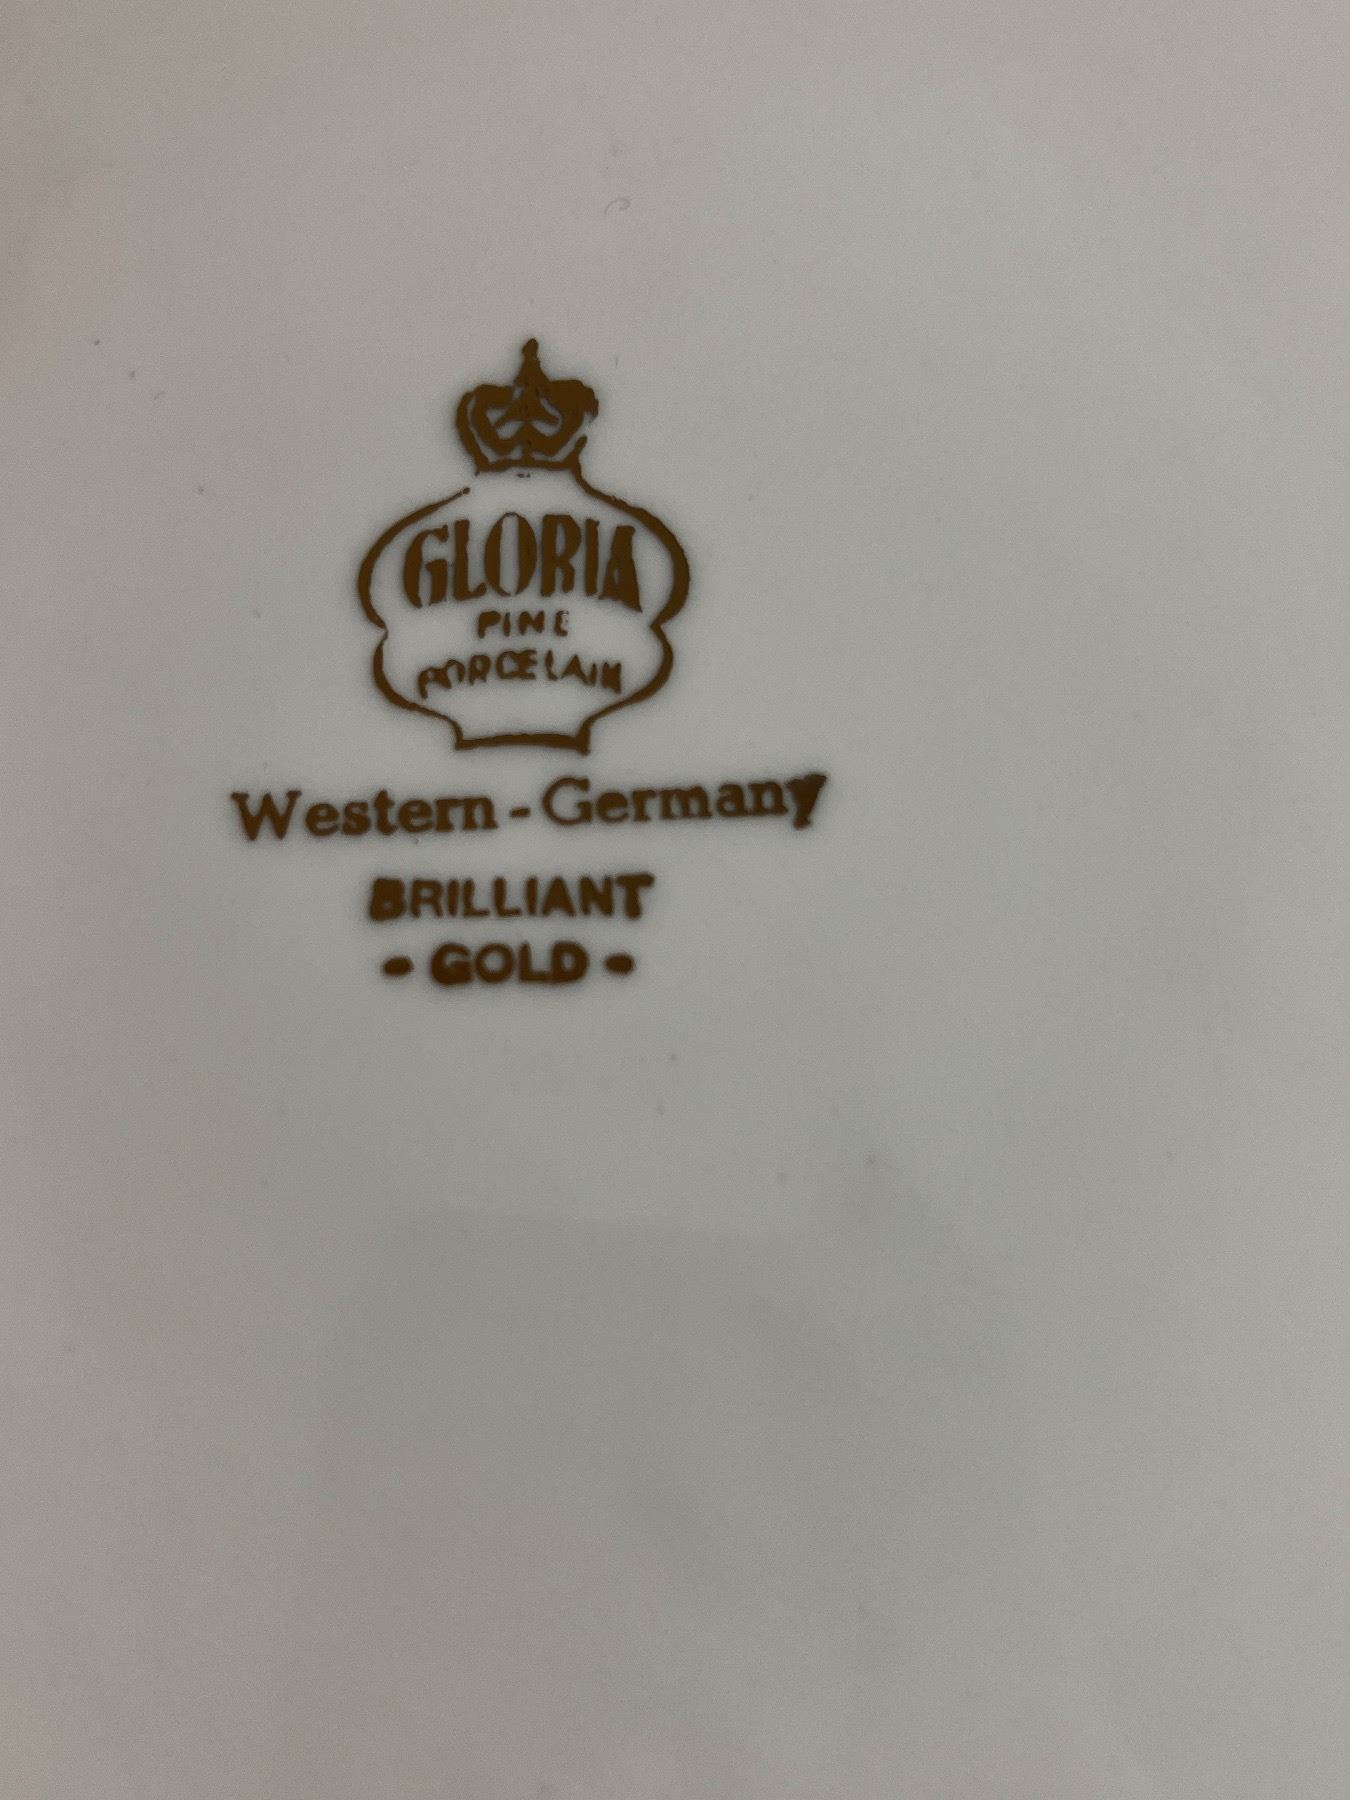 GLORIA
FINE
PORCELAIN
Western-Germany
BRILLIANT
- GOLD -